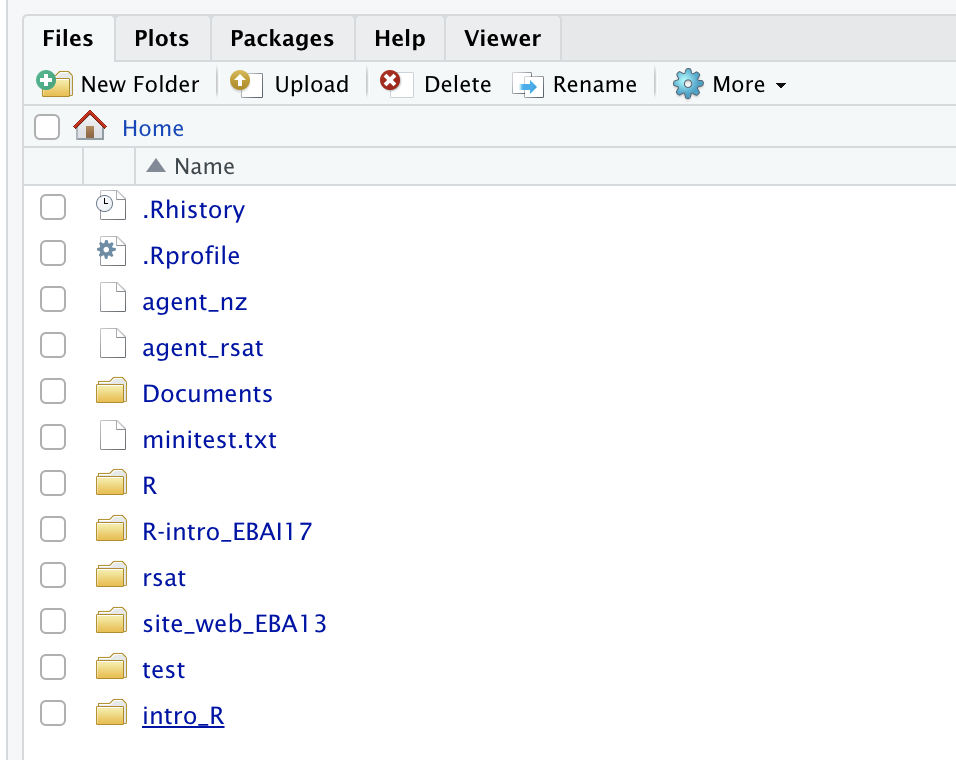 Files Plots Packages Help Viewer
New Folder Upload Delete Rename More
Home
Name
.Rhistory
.Rprofile
agent_nz
agent_rsat
Documents
minitest.txt
R
R-intro_EBAI17
rsat
site_web_EBA13
test
intro_R